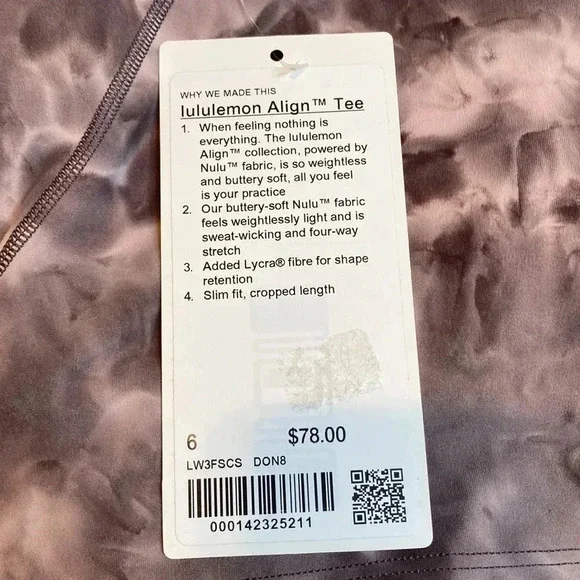 WHY WE MADE THIS
lululemon Align™ Tee
1. When feeling nothing is
everything. The lululemon
Align™ collection, powered by
Nulu™ fabric, is so weightless
and buttery soft, all you feel
is your practice
2. Our buttery-soft Nulu™ fabric
feels weightlessly light and is
sweat-wicking and four-way
stretch
3. Added Lycra® fibre for shape
retention
4. Slim fit, cropped length
6 $78.00
LW3FSCS DON8
000142325211